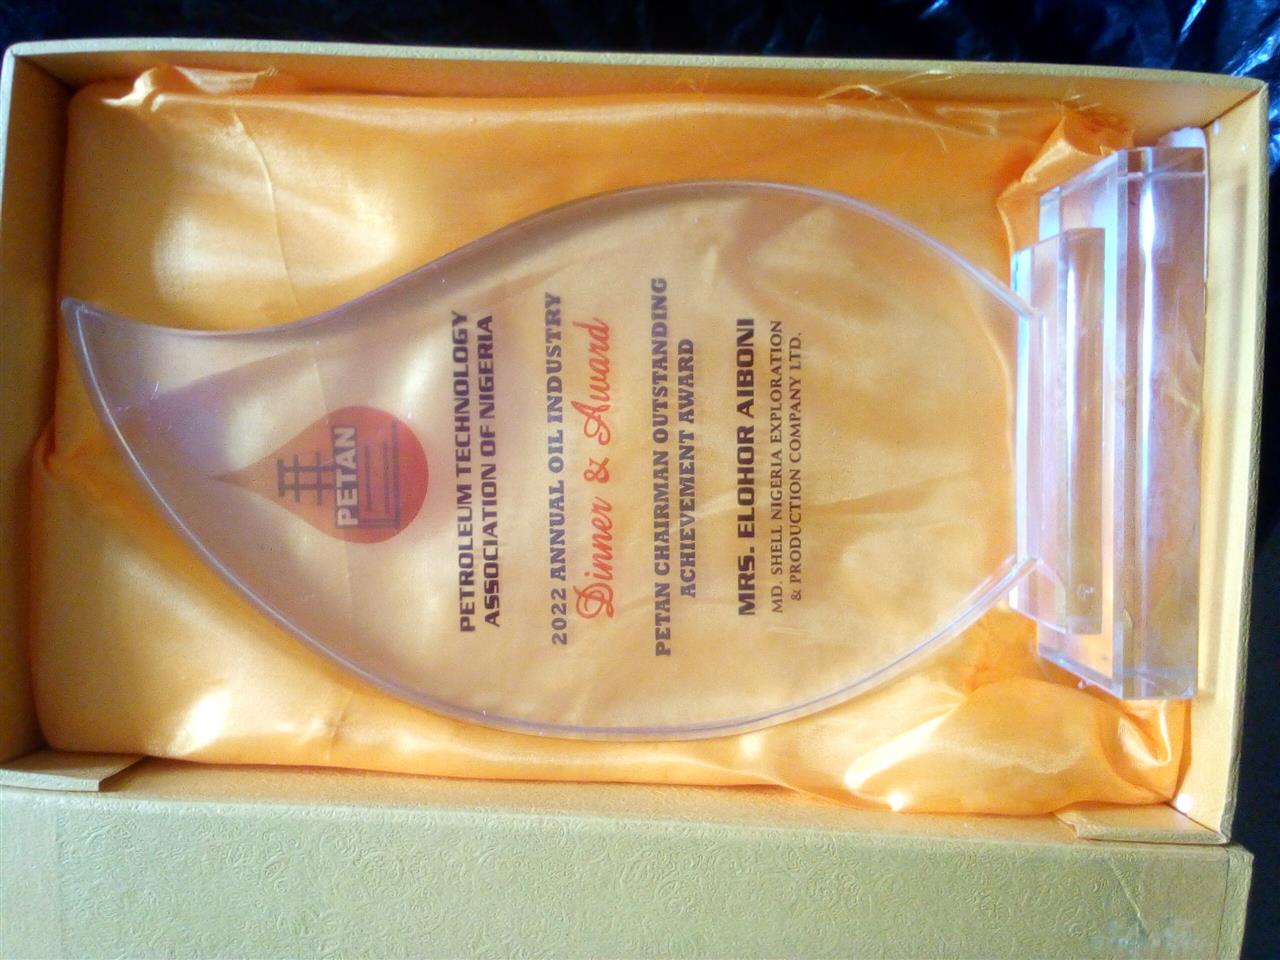 PETAN
PETROLEUM TECHNOLOGY
ASSOCIATION OF NIGERIA
2022 ANNUAL OIL INDUSTRY
Dinner & Award
PETAN CHAIRMAN OUTSTANDING
ACHIEVEMENT AWARD
MRS. ELOHOR AIBONI
MD. SHELL NIGERIA EXPLORATION
& PRODUCTION COMPANY LTD.